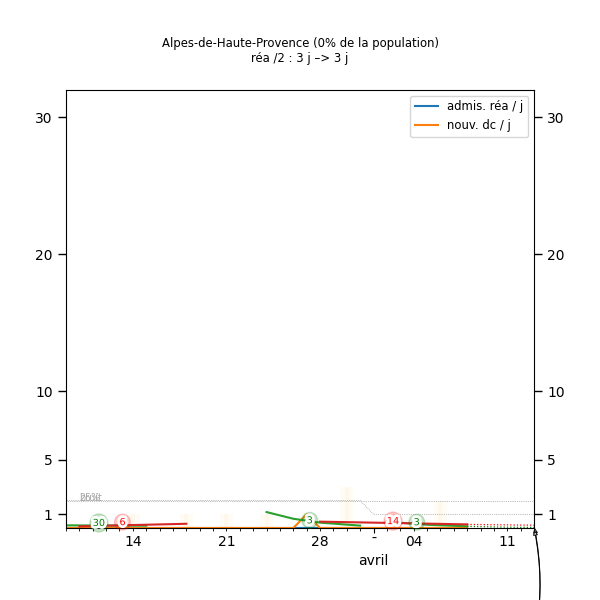 Alpes-de-Haute-Provence (0% de la population)
réa /2 : 3 j –> 3 j
admis. réa / j
nouv. dc / j
30 30
20 20
10 10
5 5
1 1
30 6 3 14 3
14 21 28 - 04 11
avril